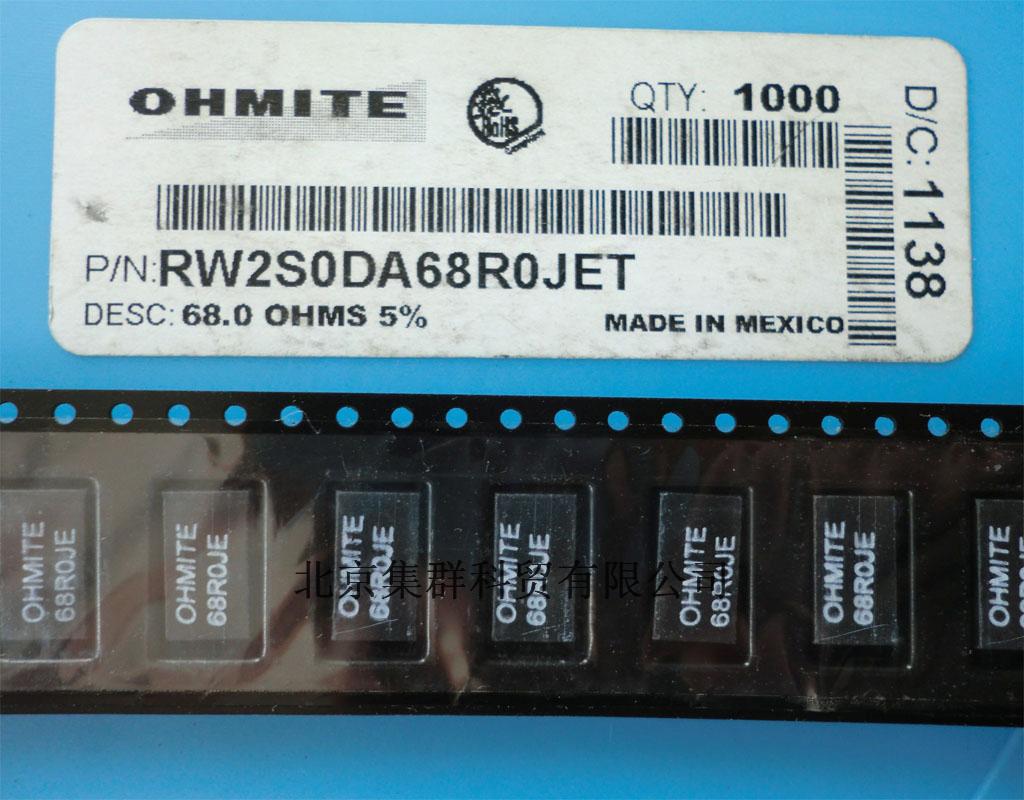 OHMITE
RoHS
QTY: 1000
D/C: 1138
P/N:RW2S0DA68R0JET
DESC: 68.0 OHMS 5%
MADE IN MEXICO
OHMITE
68R0JE
OHMITE
68R0JE
OHMITE
68R0JE
OHMITE
68R0JE
OHMITE
68R0JE
OHMITE
68R0JE
OHMITE
北京集群科贸有限公司